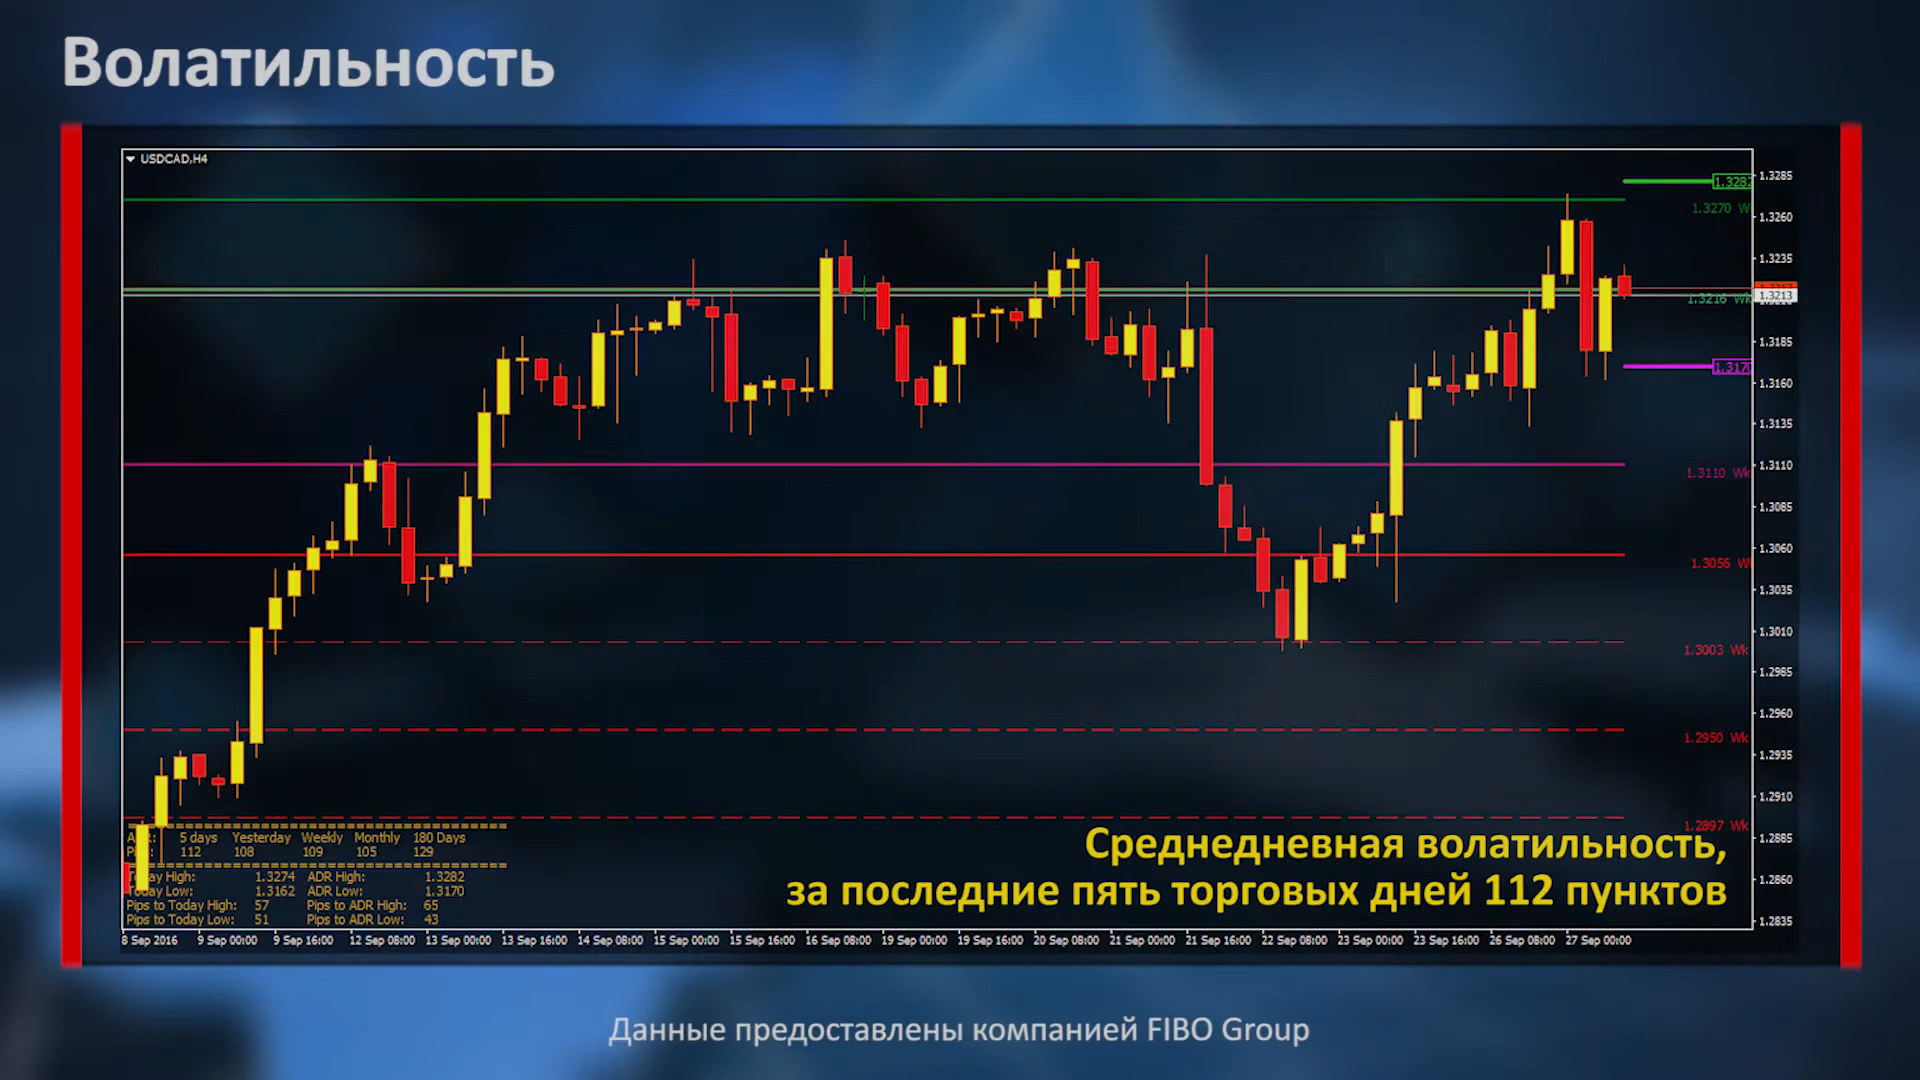 Волатильность
USDCAD,H4
1.3285
1.3270 W
1.3260
1.3235
1.3216 Wk
1.3213
1.3185
1.3170
1.3160
1.3135
1.3110
1.3110 Wk
1.3085
1.3060
1.3056 W
1.3035
1.3010
1.3003 Wk
1.2985
1.2960
1.2950 Wk
1.2935
1.2910
1.2897 Wk
1.2885
1.2860
1.2835
5 days Yesterday Weekly Monthly 180 Days
112 108 109 105 129
Today High: 1.3274 ADR High: 1.3282
Today Low: 1.3162 ADR Low: 1.3170
Pips to Today High: 57 Pips to ADR High: 65
Pips to Today Low: 51 Pips to ADR Low: 43
Среднедневная волатильность,
за последние пять торговых дней 112 пунктов
8 Sep 2016 9 Sep 00:00 9 Sep 16:00 12 Sep 08:00 13 Sep 00:00 13 Sep 16:00 14 Sep 08:00 15 Sep 00:00 15 Sep 16:00 16 Sep 08:00 19 Sep 00:00 19 Sep 16:00 20 Sep 08:00 21 Sep 00:00 21 Sep 16:00 22 Sep 08:00 23 Sep 00:00 23 Sep 16:00 26 Sep 08:00 27 Sep 00:00
Данные предоставлены компанией FIBO Group